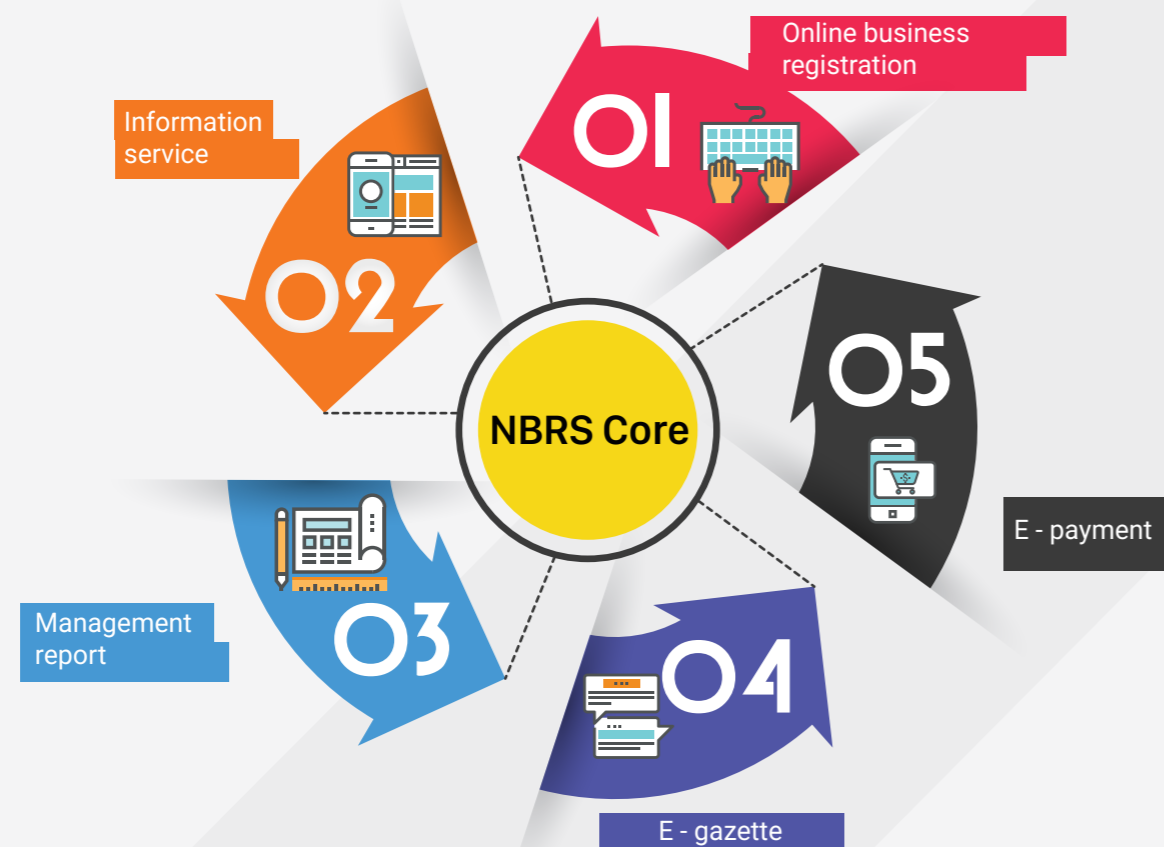 Online business
registration
01
Information
service
02
NBRS Core
05
E - payment
Management
report
03
04
E - gazette